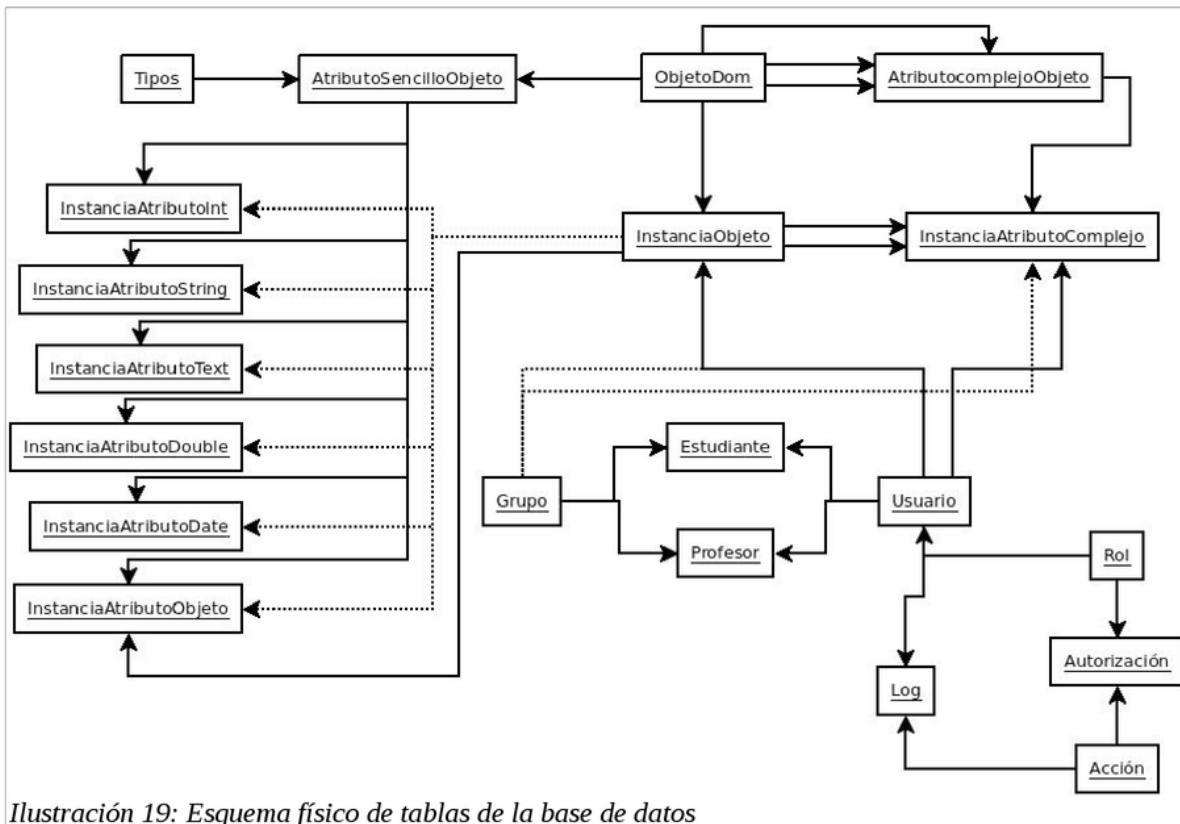 Tipos
AtributoSencilloObjeto
ObjetoDom
AtributocomplejoObjeto
InstanciaAtributoInt
InstanciaObjeto
InstanciaAtributoComplejo
InstanciaAtributoString
InstanciaAtributoText
InstanciaAtributoDouble
Estudiante
Grupo
Usuario
InstanciaAtributoDate
Profesor
Rol
InstanciaAtributoObjeto
Autorización
Log
Acción
Ilustración 19: Esquema físico de tablas de la base de datos